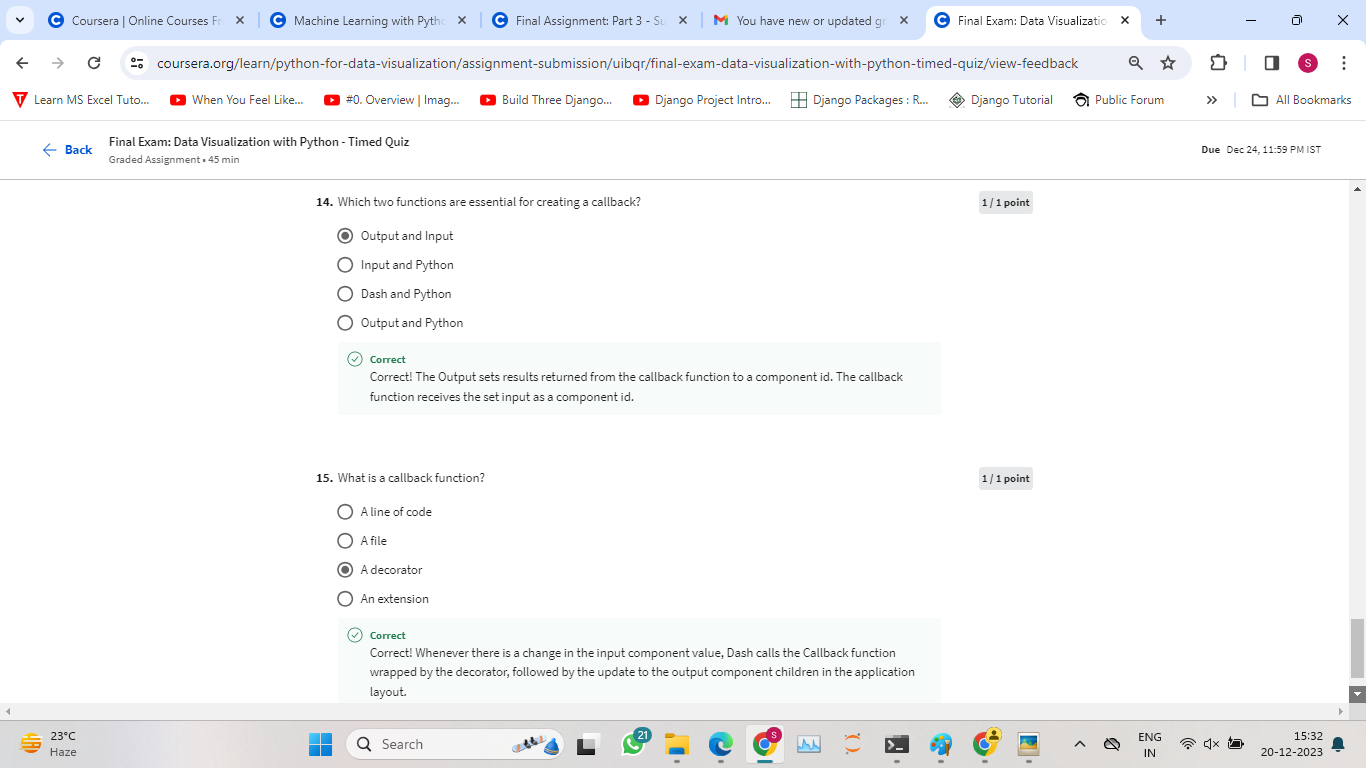 Coursera | Online Courses Fr
Machine Learning with Pytho
Final Assignment: Part 3 - Su
You have new or updated gr
Final Exam: Data Visualizatio
coursera.org/learn/python-for-data-visualization/assignment-submission/uibqr/final-exam-data-visualization-with-python-timed-quiz/view-feedback
S
Learn MS Excel Tuto...
When You Feel Like...
#0. Overview | Imag...
Build Three Django...
Django Project Intro...
Django Packages : R...
Django Tutorial
Public Forum
»
All Bookmarks
Back
Final Exam: Data Visualization with Python - Timed Quiz
Graded Assignment • 45 min
Due Dec 24, 11:59 PM IST
14. Which two functions are essential for creating a callback?
1 / 1 point
Output and Input
Input and Python
Dash and Python
Output and Python
Correct
Correct! The Output sets results returned from the callback function to a component id. The callback
function receives the set input as a component id.
15. What is a callback function?
1 / 1 point
A line of code
A file
A decorator
An extension
Correct
Correct! Whenever there is a change in the input component value, Dash calls the Callback function
wrapped by the decorator, followed by the update to the output component children in the application
layout.
23°C
Haze
Search
21
S
ENG
IN
15:32
20-12-2023